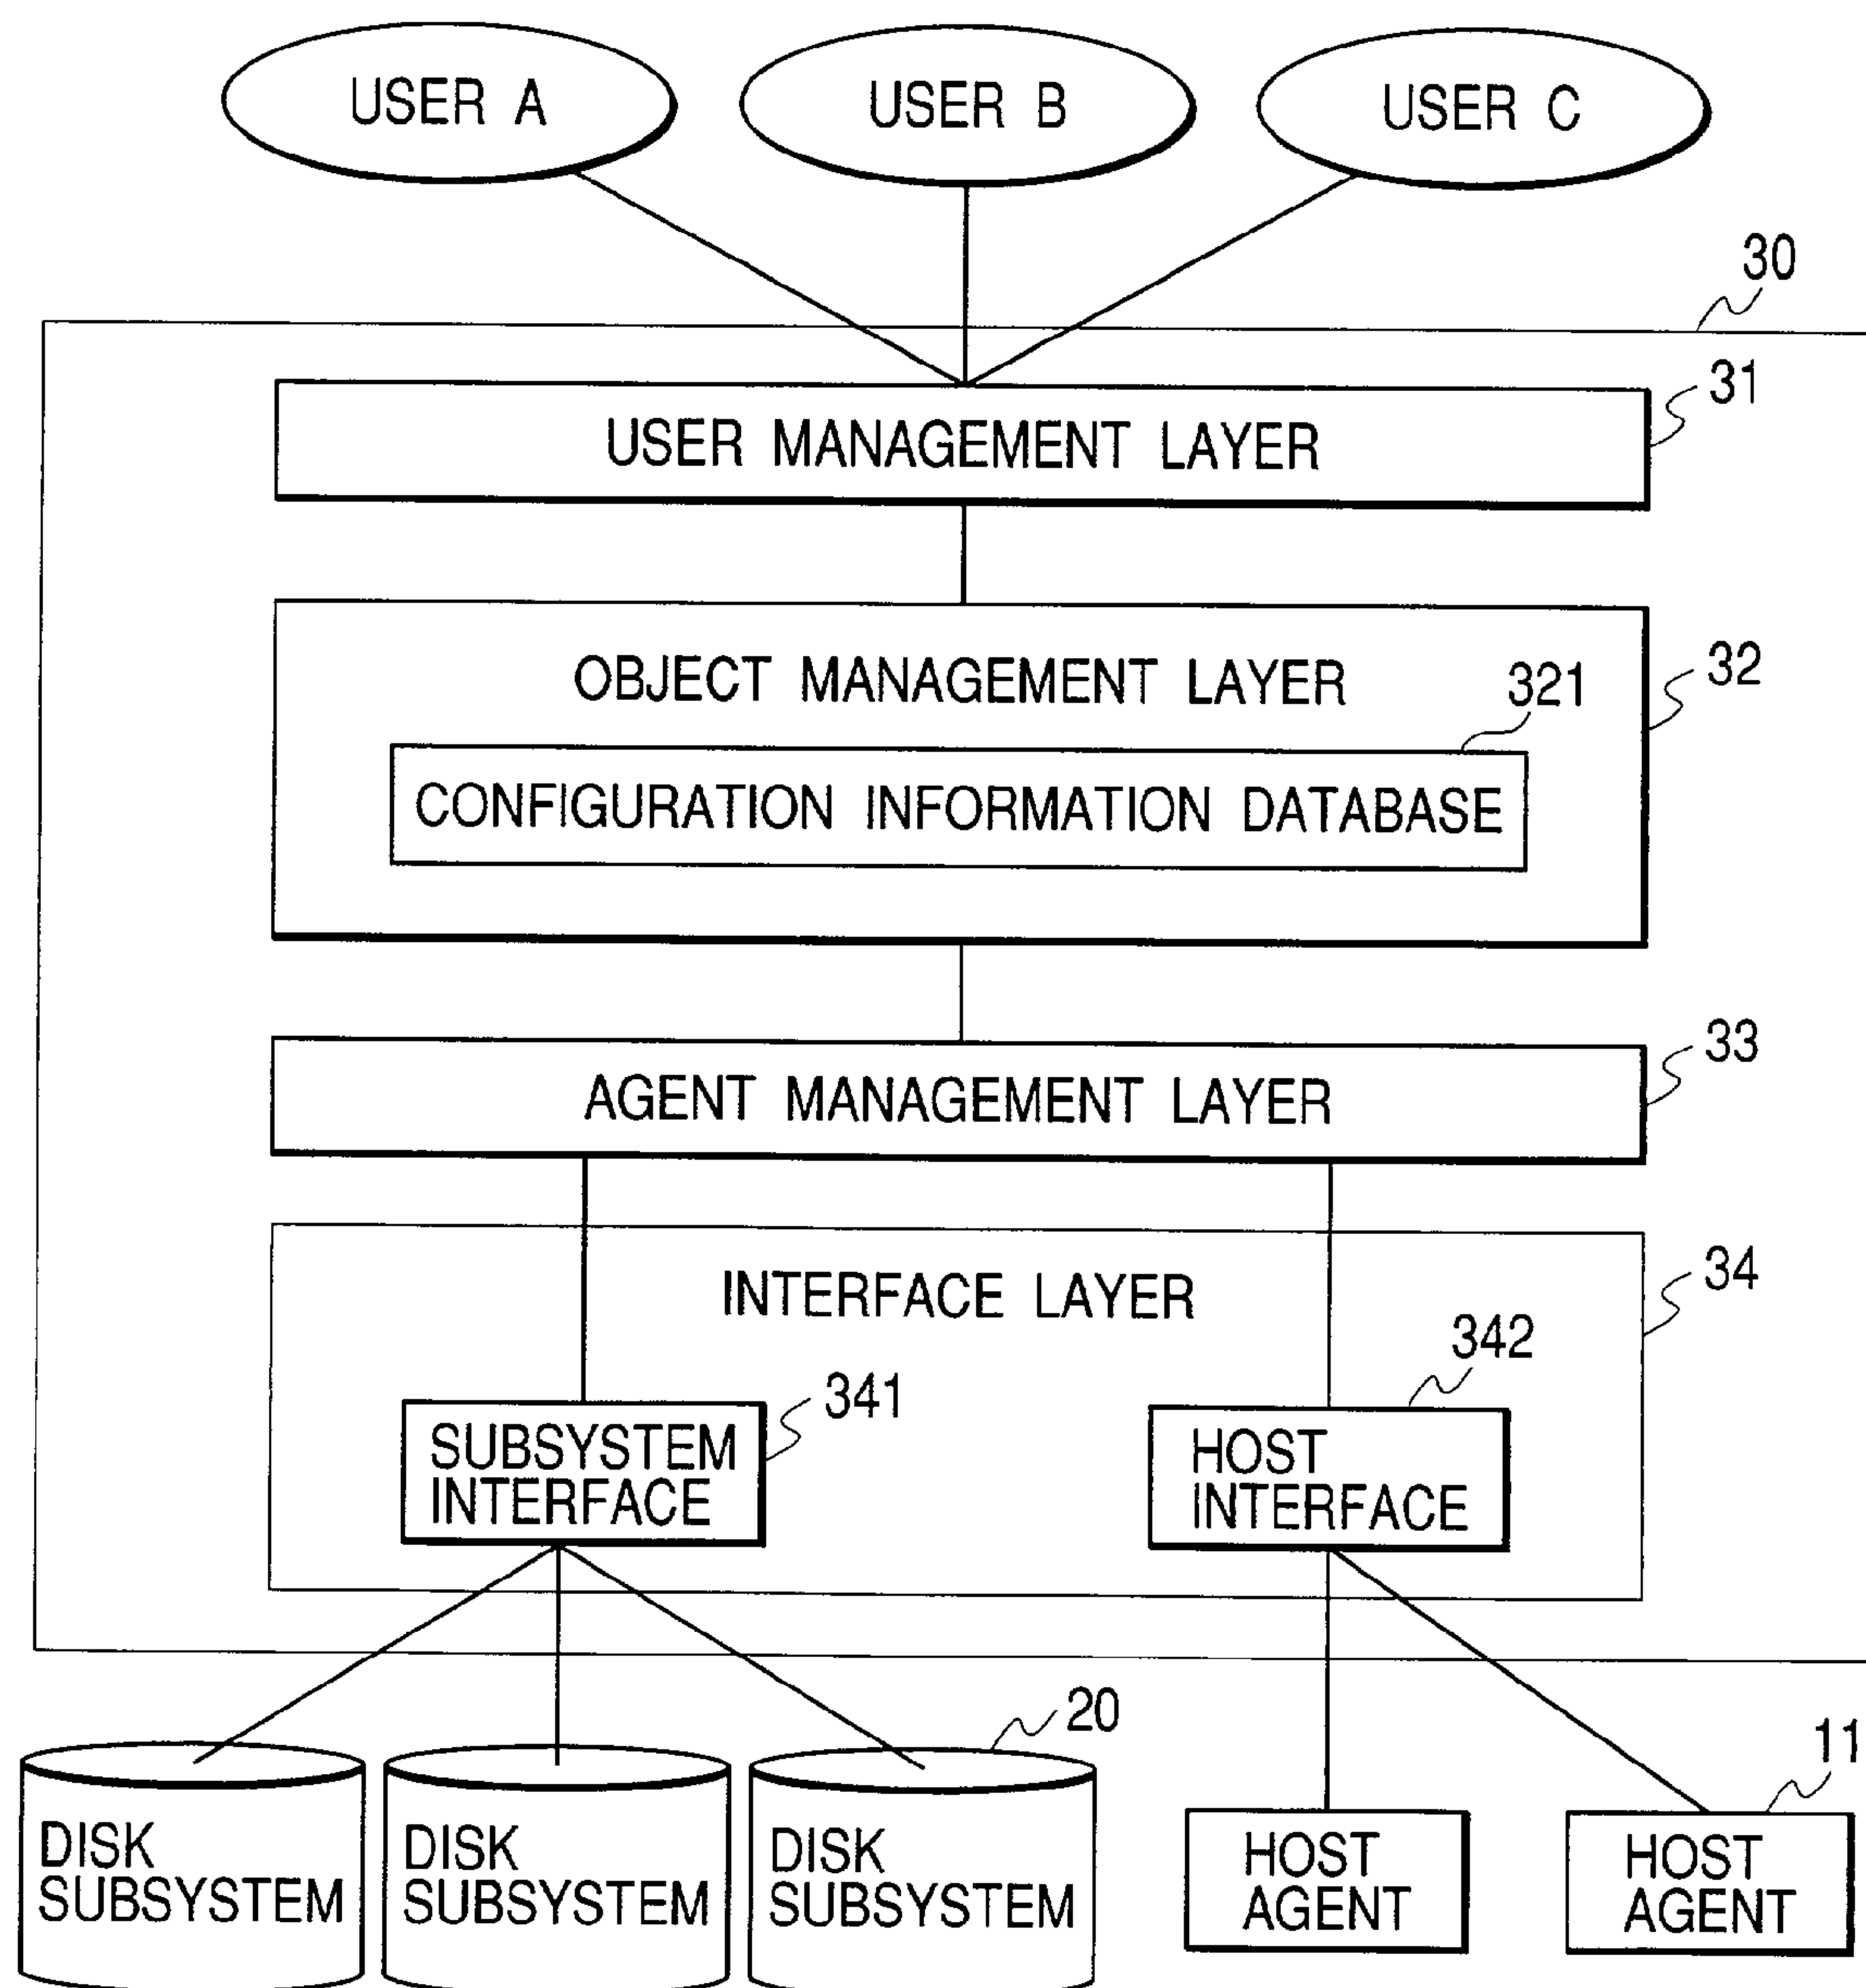 USER A
USER B
USER C
30
31
USER MANAGEMENT LAYER
OBJECT MANAGEMENT LAYER
321
32
CONFIGURATION INFORMATION DATABASE
33
AGENT MANAGEMENT LAYER
34
INTERFACE LAYER
341
342
SUBSYSTEM
INTERFACE
HOST
INTERFACE
20
11
DISK
SUBSYSTEM
DISK
SUBSYSTEM
DISK
SUBSYSTEM
HOST
AGENT
HOST
AGENT